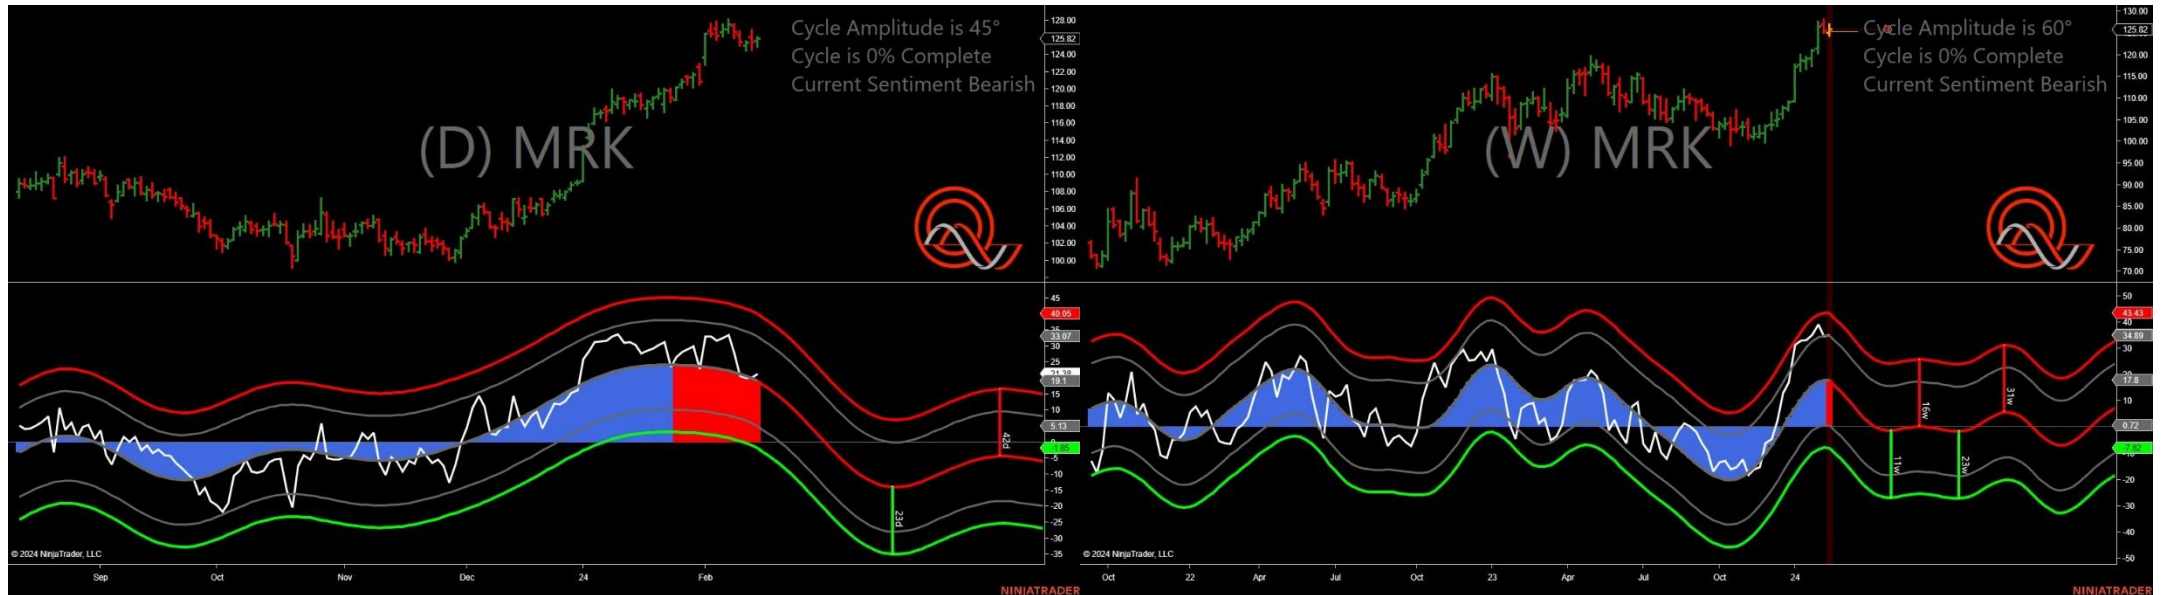 Cycle Amplitude is 45°
Cycle is 0% Complete
Current Sentiment Bearish
(D) MRK
128.00
125.82
124.00
122.00
120.00
118.00
116.00
114.00
112.00
110.00
108.00
106.00
104.00
102.00
100.00
45
40.05
33.07
30
25
21.28
19.1
15
10
5.13
-1.85
-5
-10
-15
-20
-25
-30
-35
42d
23d
© 2024 NinjaTrader, LLC
Sep
Oct
Nov
Dec
24
Feb
NINJATRADER
Cycle Amplitude is 60°
Cycle is 0% Complete
Current Sentiment Bearish
(W) MRK
130.00
125.82
120.00
115.00
110.00
105.00
100.00
95.00
90.00
85.00
80.00
75.00
70.00
50
43.43
40
34.89
30
17.8
10
0.72
-7.82
-20
-30
-40
-50
16w
31w
11w
23w
© 2024 NinjaTrader, LLC
Oct
22
Apr
Jul
Oct
23
Apr
Jul
Oct
24
NINJATRADER